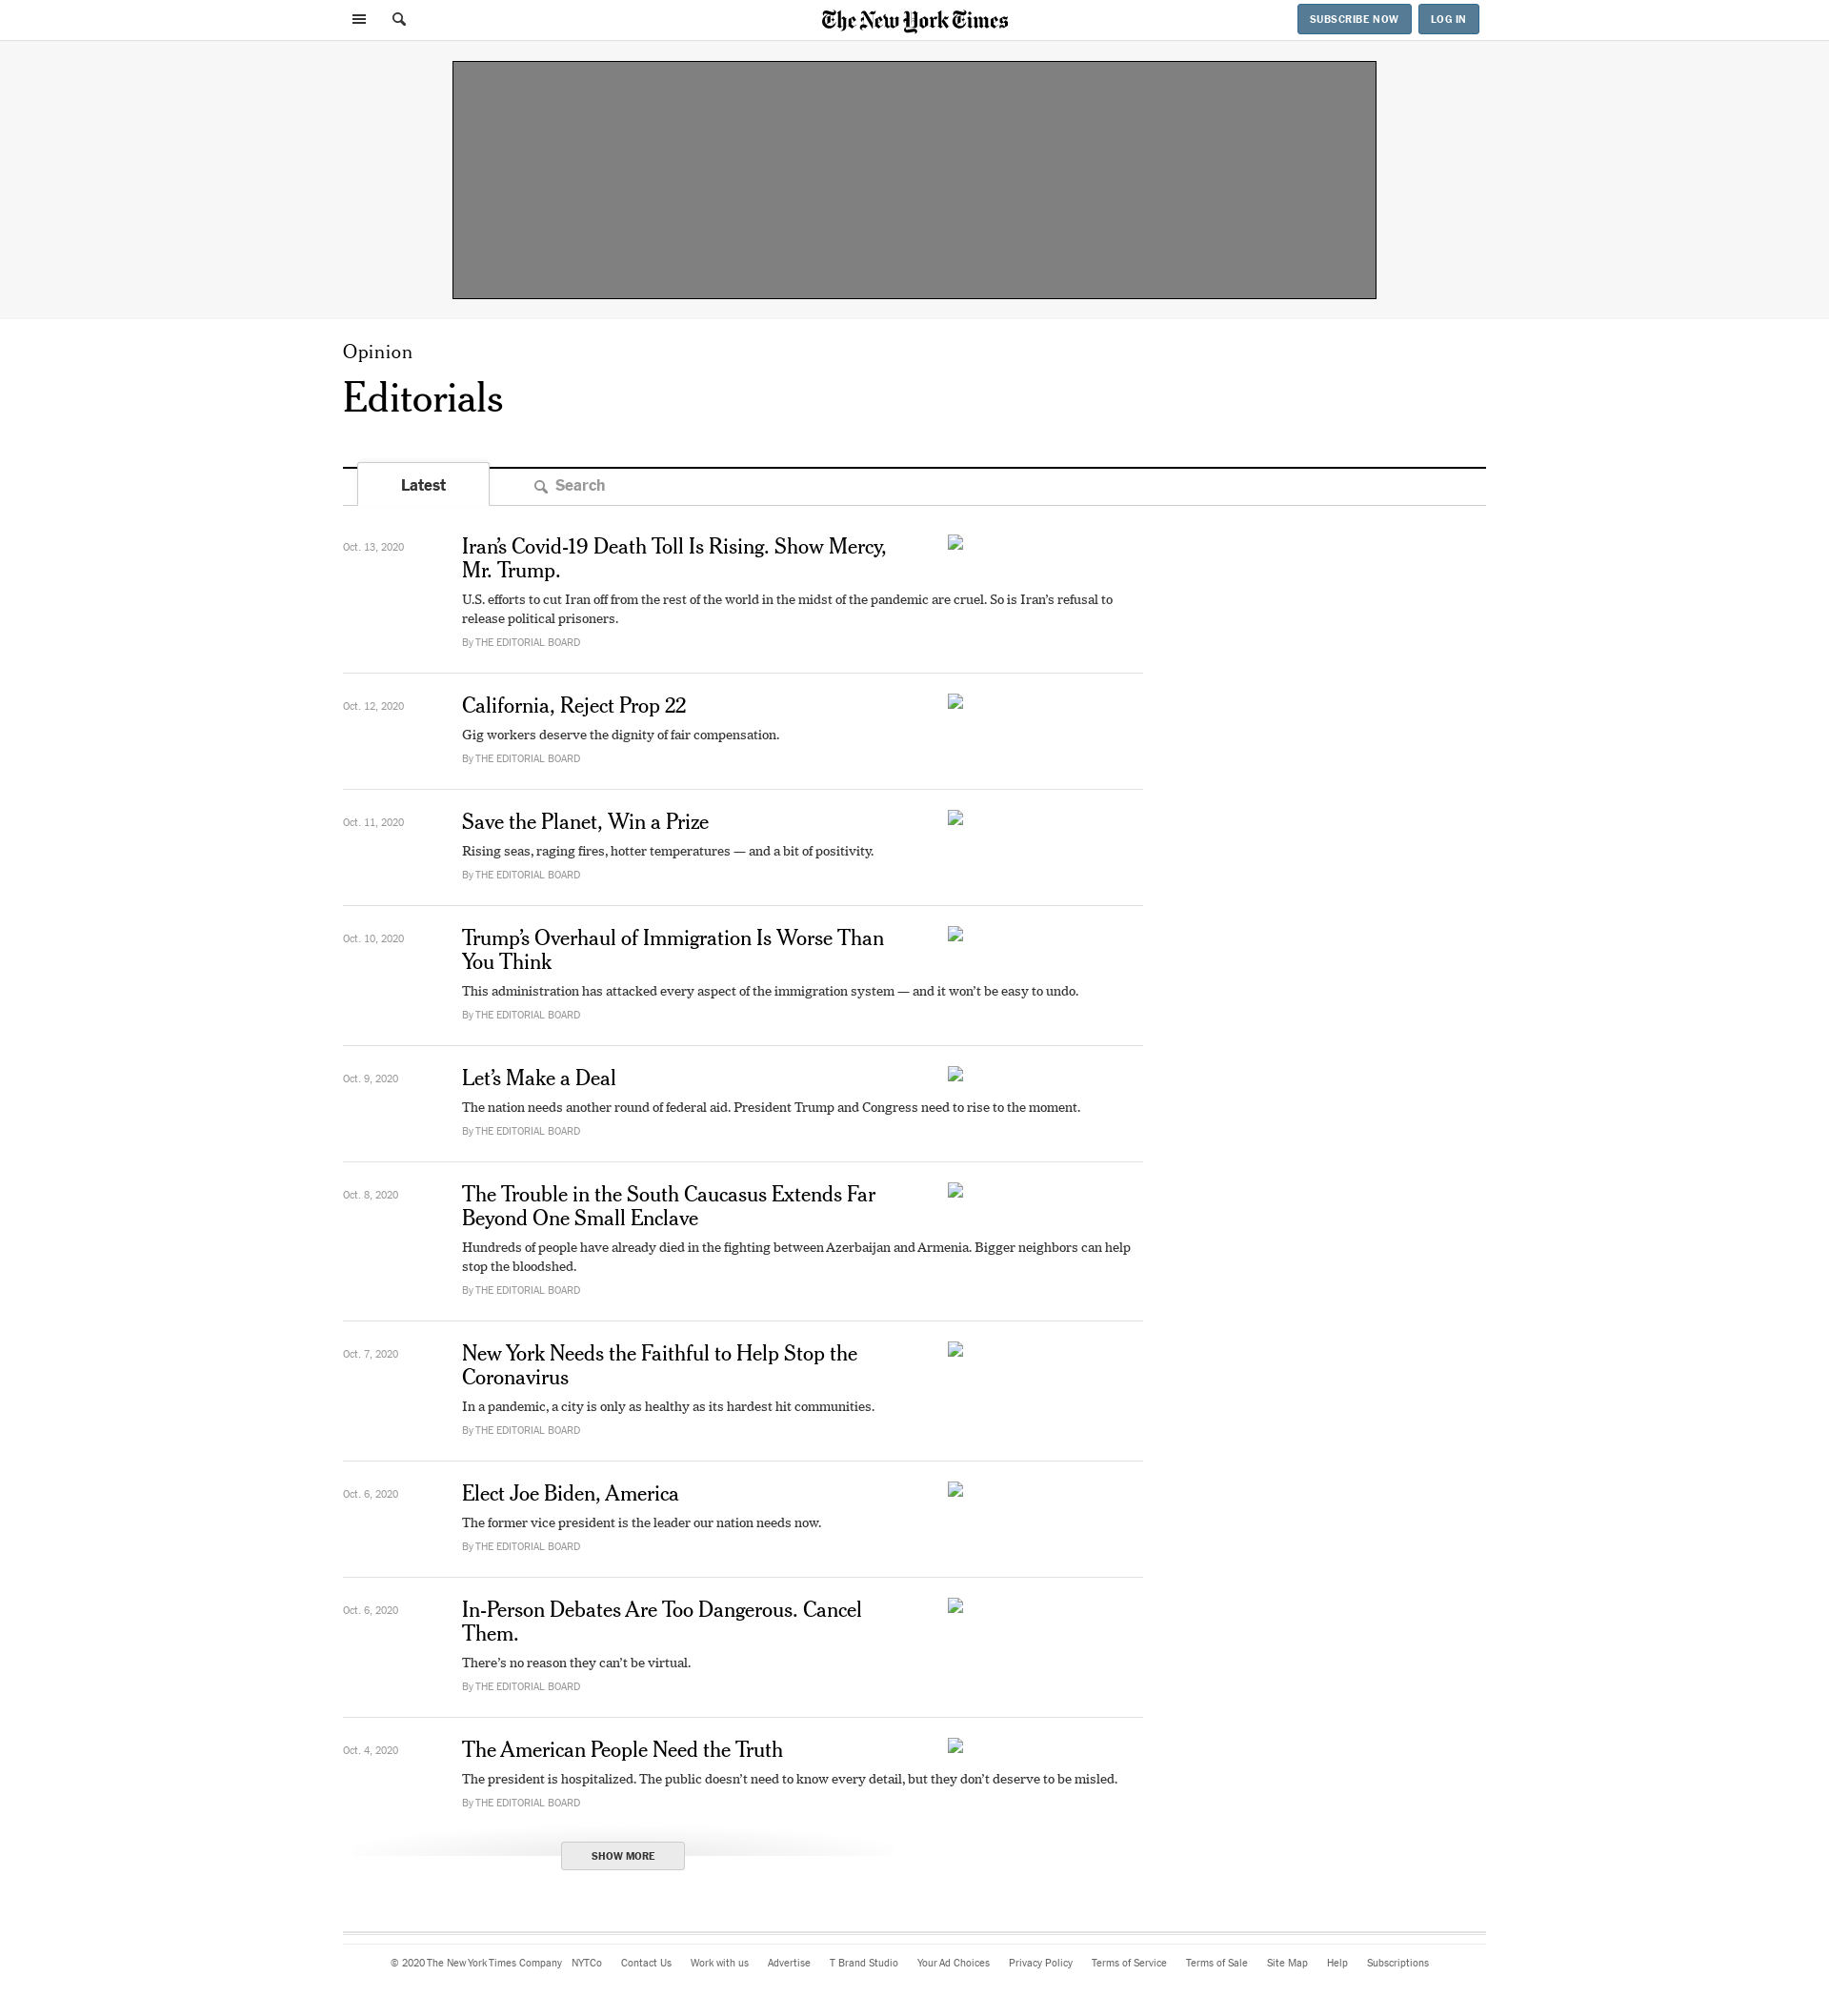 The New York Times
SUBSCRIBE NOW
LOG IN
Opinion
Editorials
Latest
Search
Oct. 13, 2020
Iran’s Covid-19 Death Toll Is Rising. Show Mercy,
Mr. Trump.
U.S. efforts to cut Iran off from the rest of the world in the midst of the pandemic are cruel. So is Iran’s refusal to
release political prisoners.
By THE EDITORIAL BOARD
Oct. 12, 2020
California, Reject Prop 22
Gig workers deserve the dignity of fair compensation.
By THE EDITORIAL BOARD
Oct. 11, 2020
Save the Planet, Win a Prize
Rising seas, raging fires, hotter temperatures — and a bit of positivity.
By THE EDITORIAL BOARD
Oct. 10, 2020
Trump’s Overhaul of Immigration Is Worse Than
You Think
This administration has attacked every aspect of the immigration system — and it won’t be easy to undo.
By THE EDITORIAL BOARD
Oct. 9, 2020
Let’s Make a Deal
The nation needs another round of federal aid. President Trump and Congress need to rise to the moment.
By THE EDITORIAL BOARD
Oct. 8, 2020
The Trouble in the South Caucasus Extends Far
Beyond One Small Enclave
Hundreds of people have already died in the fighting between Azerbaijan and Armenia. Bigger neighbors can help
stop the bloodshed.
By THE EDITORIAL BOARD
Oct. 7, 2020
New York Needs the Faithful to Help Stop the
Coronavirus
In a pandemic, a city is only as healthy as its hardest hit communities.
By THE EDITORIAL BOARD
Oct. 6, 2020
Elect Joe Biden, America
The former vice president is the leader our nation needs now.
By THE EDITORIAL BOARD
Oct. 6, 2020
In-Person Debates Are Too Dangerous. Cancel
Them.
There’s no reason they can’t be virtual.
By THE EDITORIAL BOARD
Oct. 4, 2020
The American People Need the Truth
The president is hospitalized. The public doesn’t need to know every detail, but they don’t deserve to be misled.
By THE EDITORIAL BOARD
SHOW MORE
© 2020 The New York Times Company NYTCo Contact Us Work with us Advertise T Brand Studio Your Ad Choices Privacy Policy Terms of Service Terms of Sale Site Map Help Subscriptions